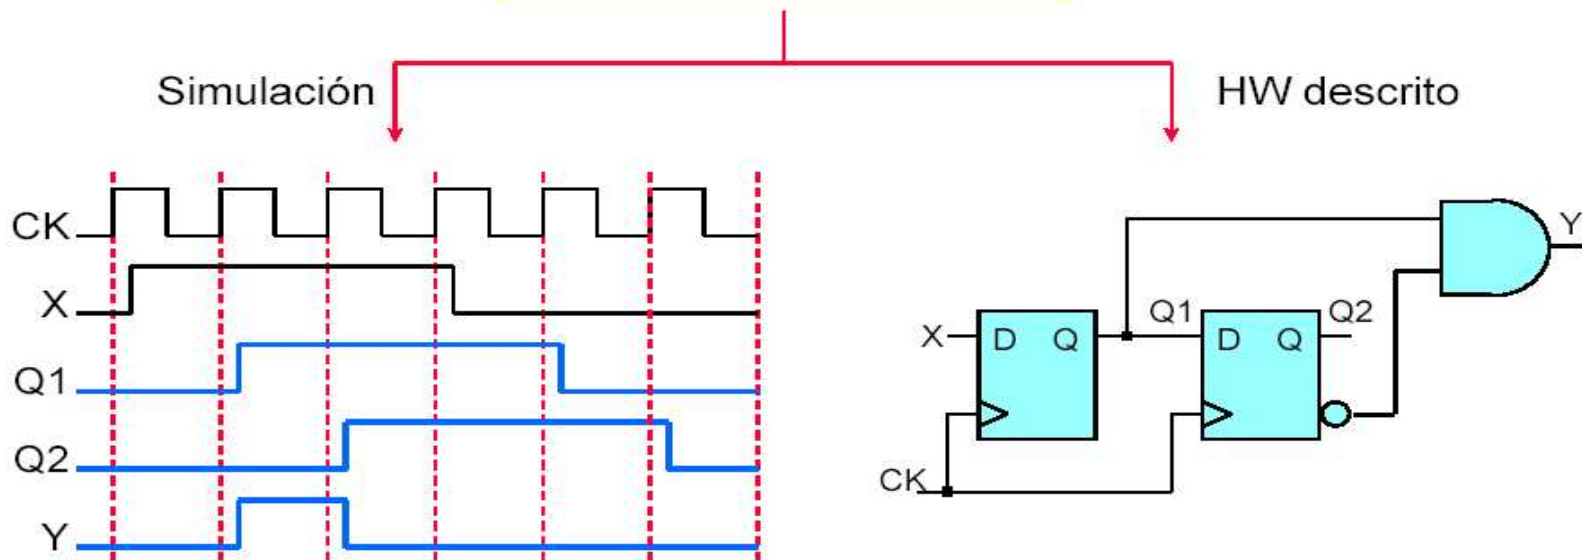 Simulación
HW descrito
CK
X
Q1
Q2
Y
X
D Q
Q1
D Q
Q2
Y
CK